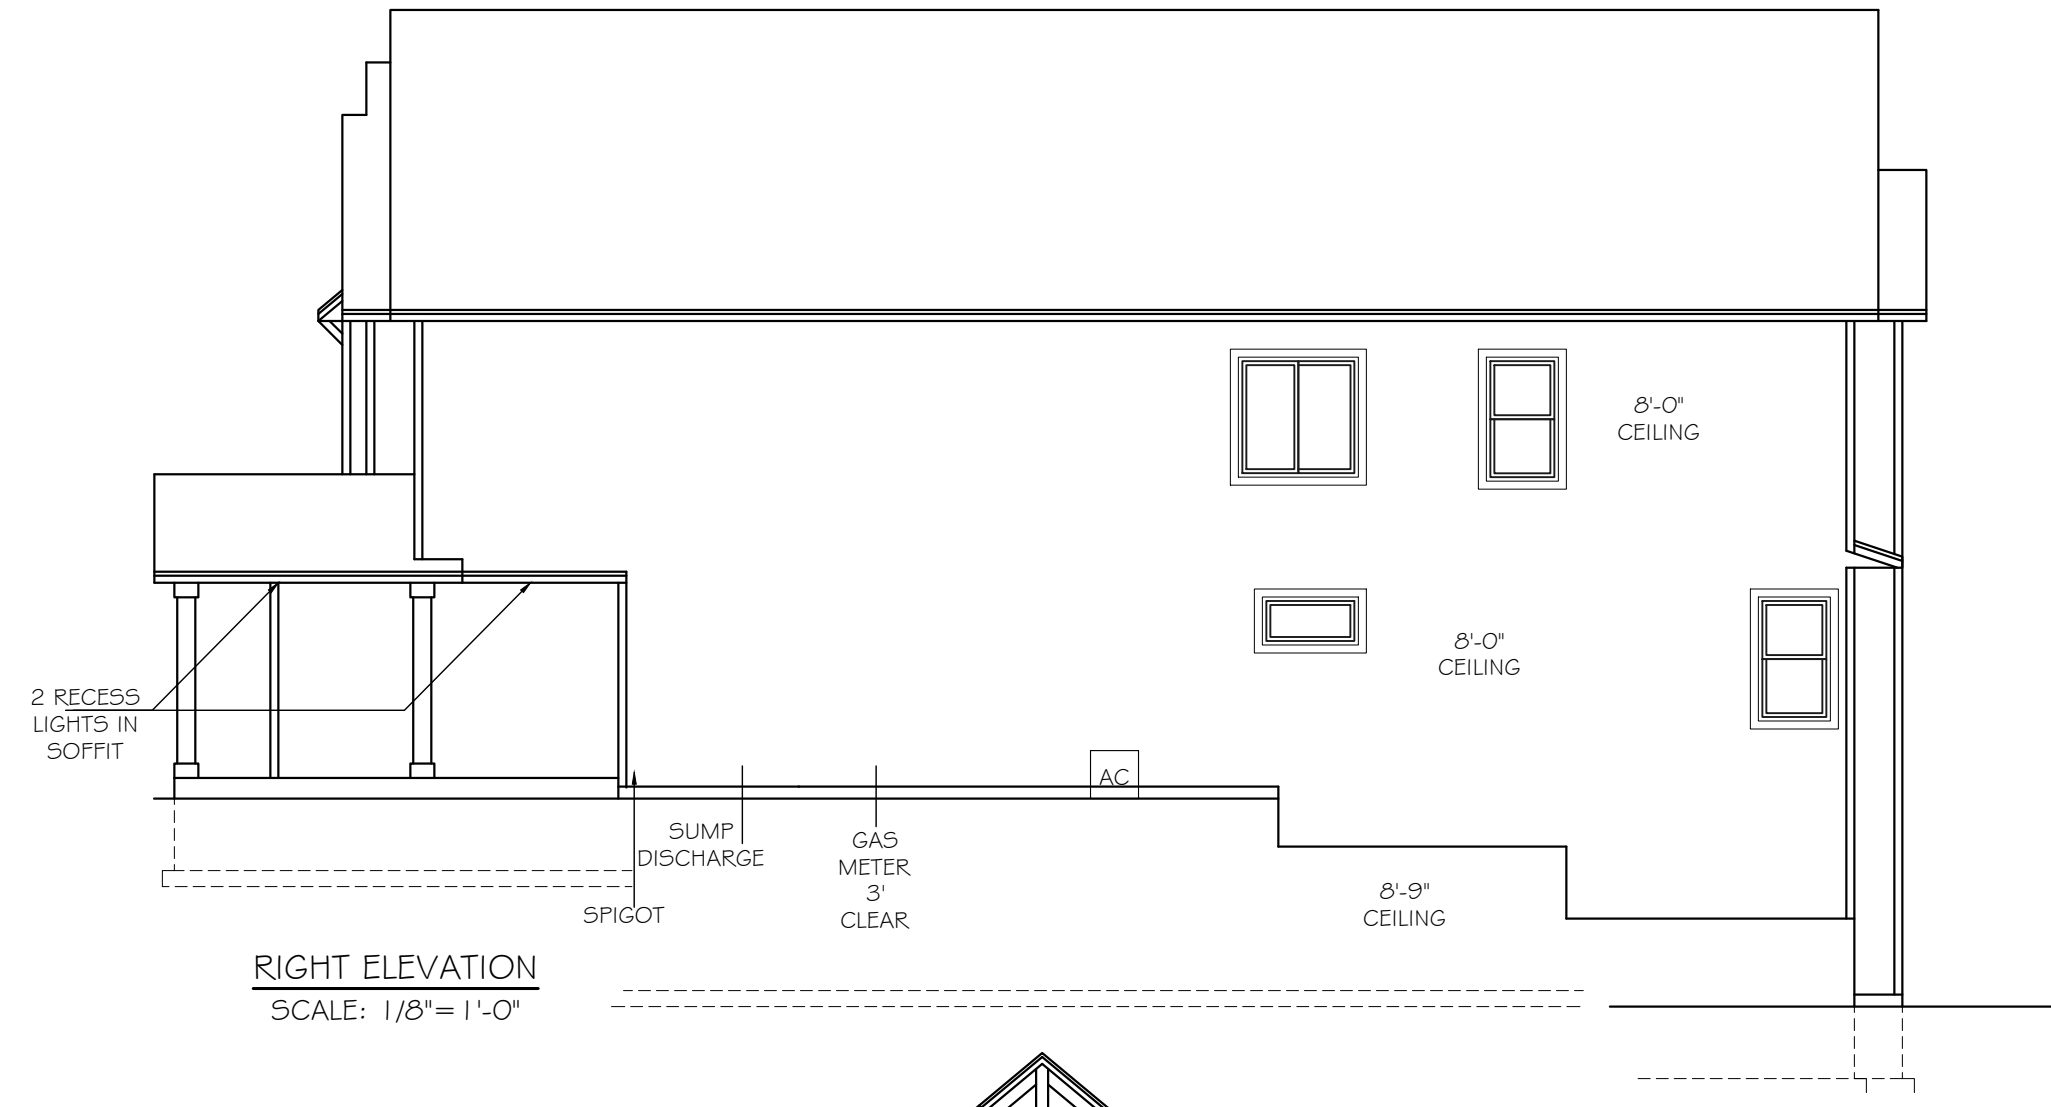 8'-0"
CEILING
8'-0"
CEILING
2 RECESS
LIGHTS IN
SOFFIT
AC
SUMP
DISCHARGE
GAS
METER
3'
CLEAR
SPIGOT
8'-9"
CEILING
RIGHT ELEVATION
SCALE: 1/8"=1'-0"